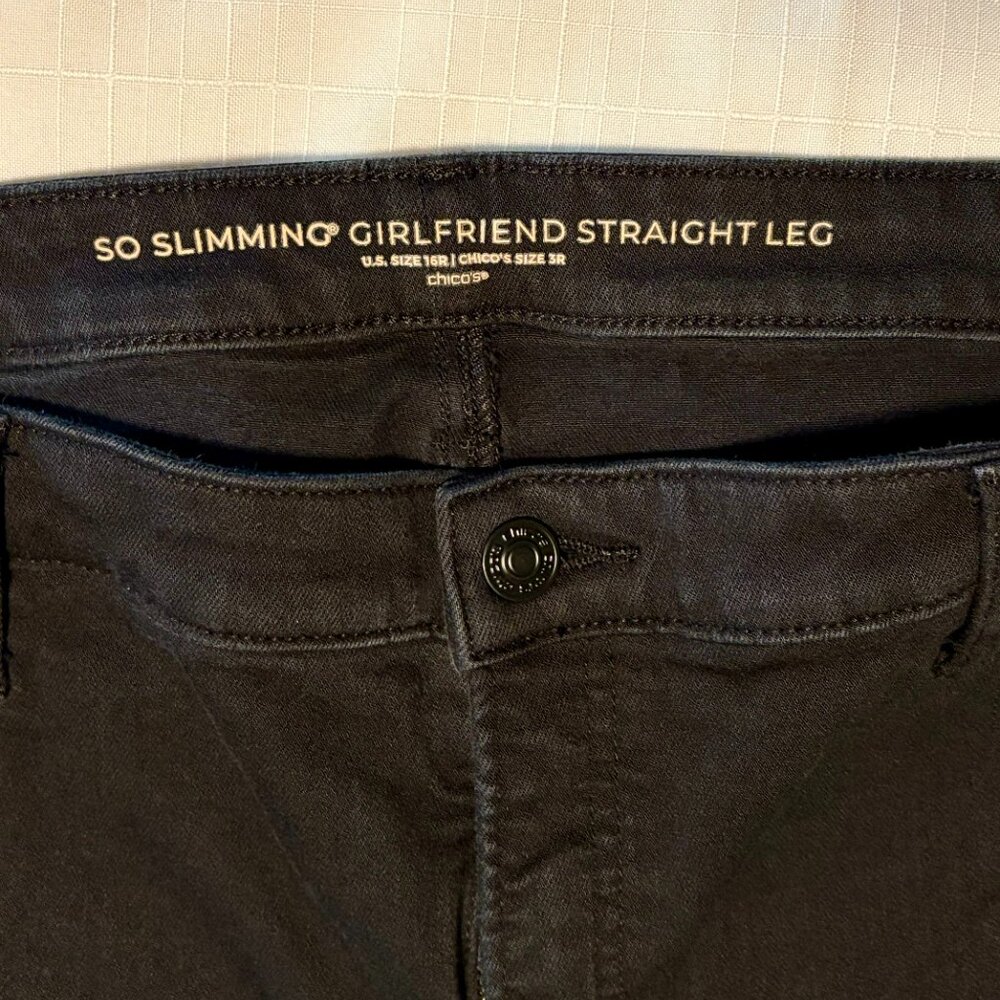 SO SLIMMING® GIRLFRIEND STRAIGHT LEG
U.S. SIZE 16R | CHICO'S SIZE 3R
chico's®